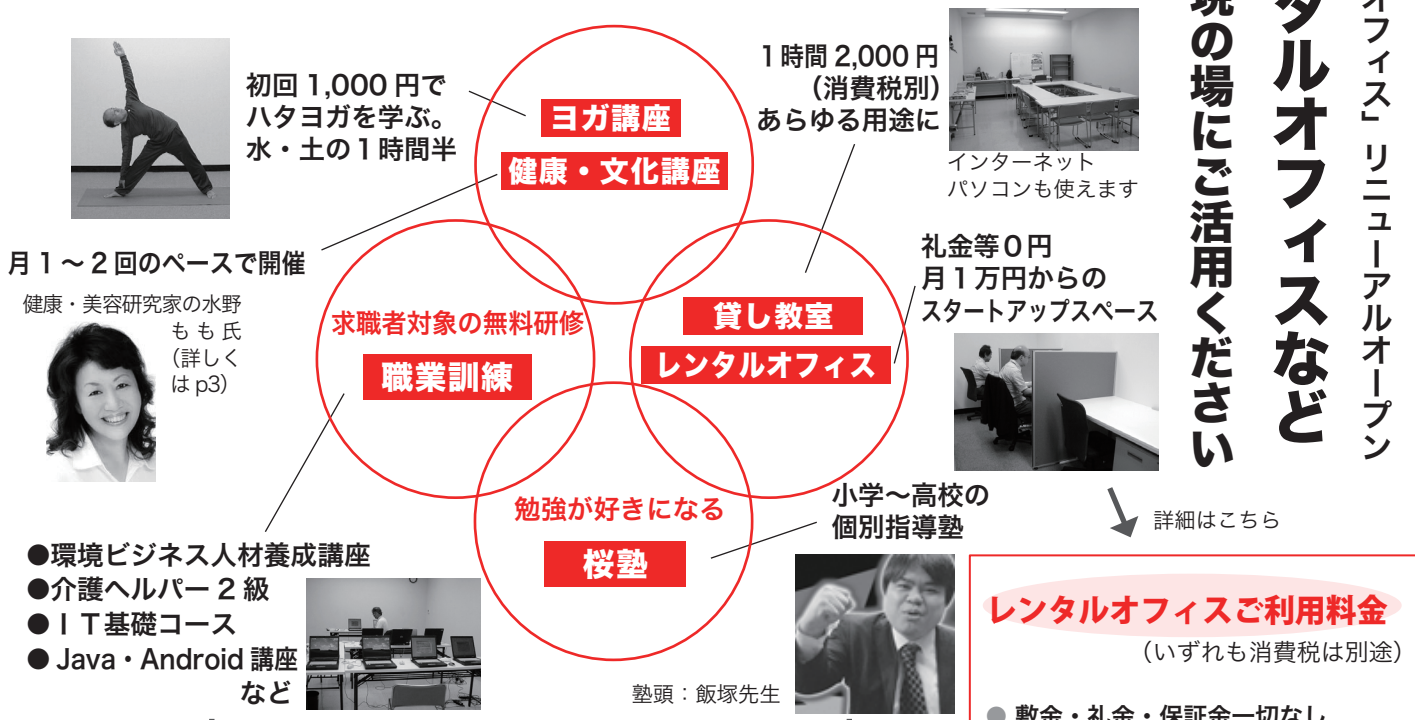 オフィス」リニューアルオープン
タルオフィスなど
境の場にご活用ください
初回 1,000 円で
ハタヨガを学ぶ。
水・土の１時間半
ヨガ講座
健康・文化講座
１時間 2,000 円
（消費税別）
あらゆる用途に
インターネット
パソコンも使えます
月１〜２回のペースで開催
健康・美容研究家の水野
も も 氏
（詳しく
は p3）
求職者対象の無料研修
職業訓練
貸し教室
レンタルオフィス
礼金等０円
月１万円からの
スタートアップスペース
勉強が好きになる
桜塾
小学〜高校の
個別指導塾
詳細はこちら
●環境ビジネス人材養成講座
●介護ヘルパー 2 級
●ＩＴ基礎コース
● Java・Android 講座
など
塾頭：飯塚先生
レンタルオフィスご利用料金
（いずれも消費税は別途）
● 敷金・礼金・保証金一切なし